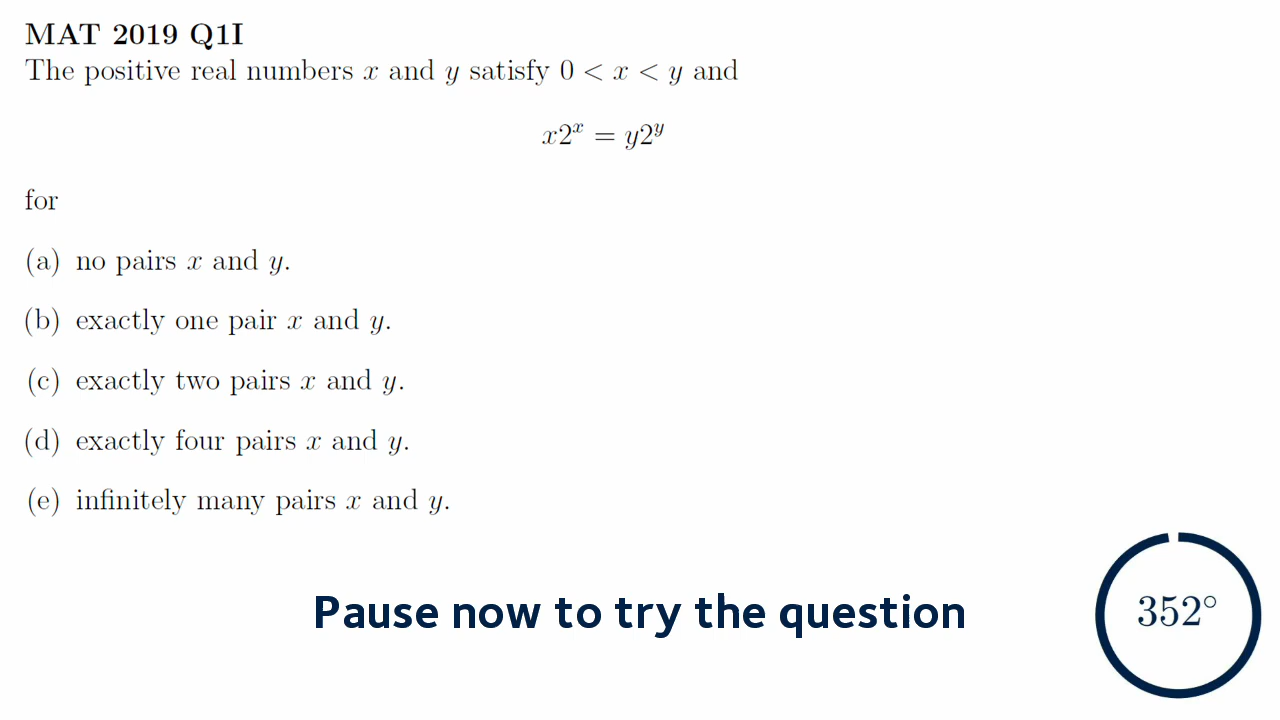 MAT 2019 Q1I
The positive real numbers x and y satisfy 0 < x < y and
x2ˣ = y2ʸ
for
(a) no pairs x and y.
(b) exactly one pair x and y.
(c) exactly two pairs x and y.
(d) exactly four pairs x and y.
(e) infinitely many pairs x and y.
Pause now to try the question
352°